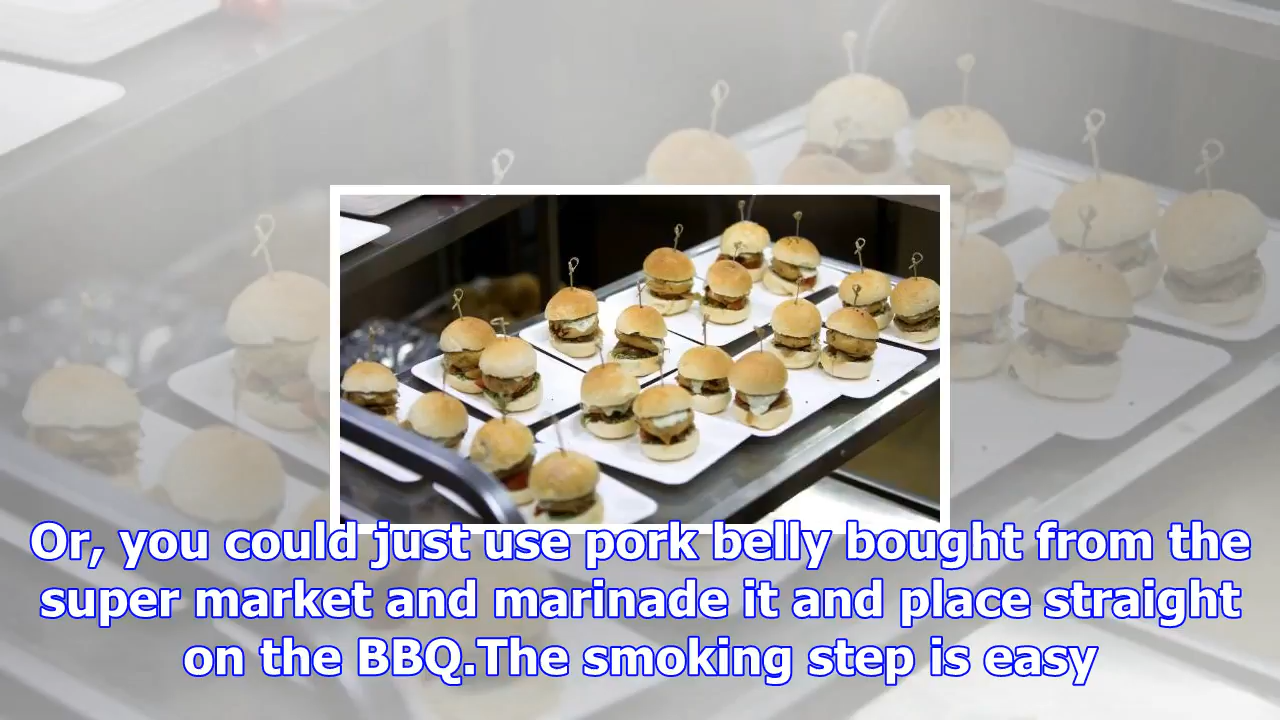 Or, you could just use pork belly bought from the
super market and marinade it and place straight
on the BBQ.The smoking step is easy